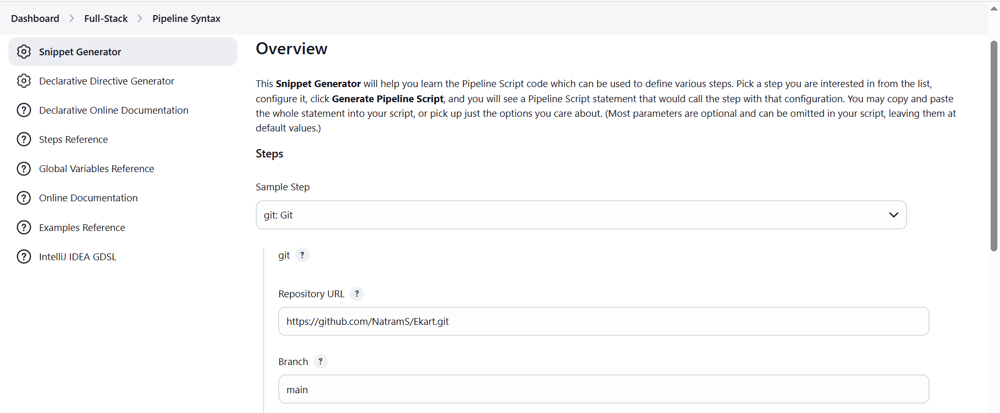 Dashboard > Full-Stack > Pipeline Syntax
Snippet Generator
Declarative Directive Generator
Declarative Online Documentation
Steps Reference
Global Variables Reference
Online Documentation
Examples Reference
IntelliJ IDEA GDSL
Overview
This Snippet Generator will help you learn the Pipeline Script code which can be used to define various steps. Pick a step you are interested in from the list,
configure it, click Generate Pipeline Script, and you will see a Pipeline Script statement that would call the step with that configuration. You may copy and paste
the whole statement into your script, or pick up just the options you care about. (Most parameters are optional and can be omitted in your script, leaving them at
default values.)
Steps
Sample Step
git: Git
git ?
Repository URL ?
https://github.com/NatramS/Ekart.git
Branch ?
main